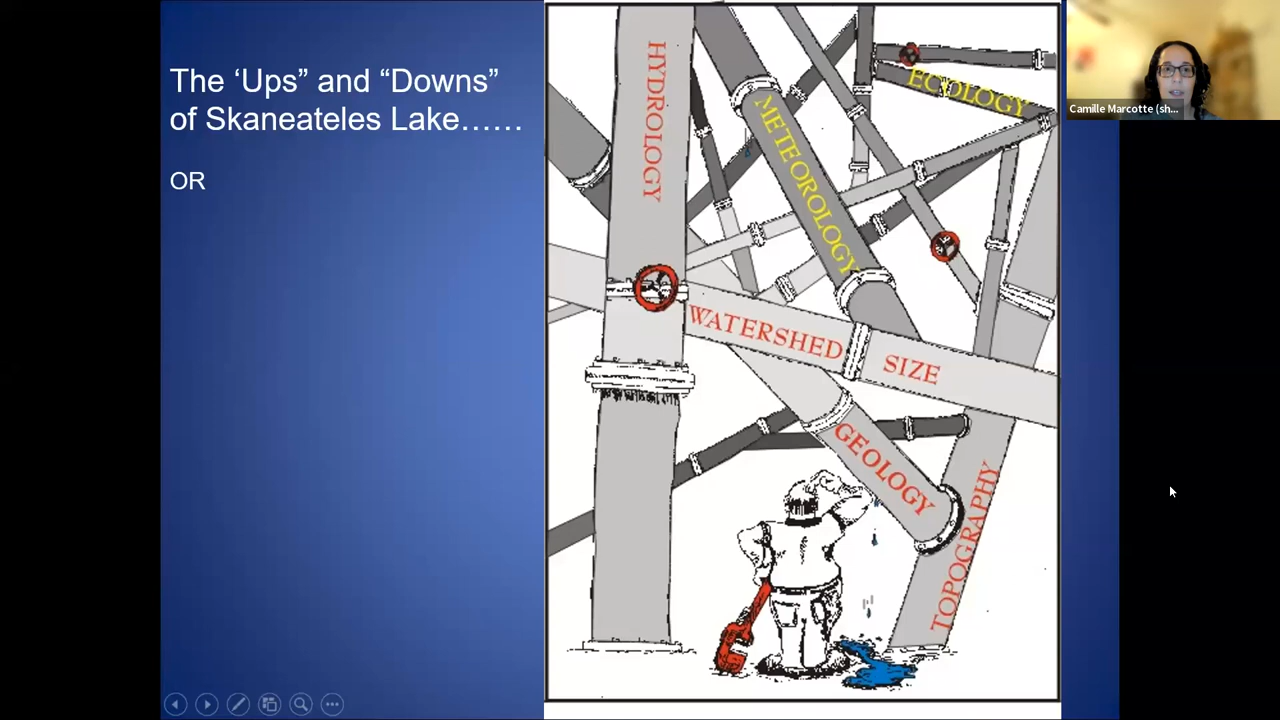 The ‘Ups” and “Downs”
of Skaneateles Lake……
OR
HYDROLOGY
METEOROLOGY
ECOLOGY
WATERSHED SIZE
GEOLOGY
TOPOGRAPHY
Camille Marcotte (sh...